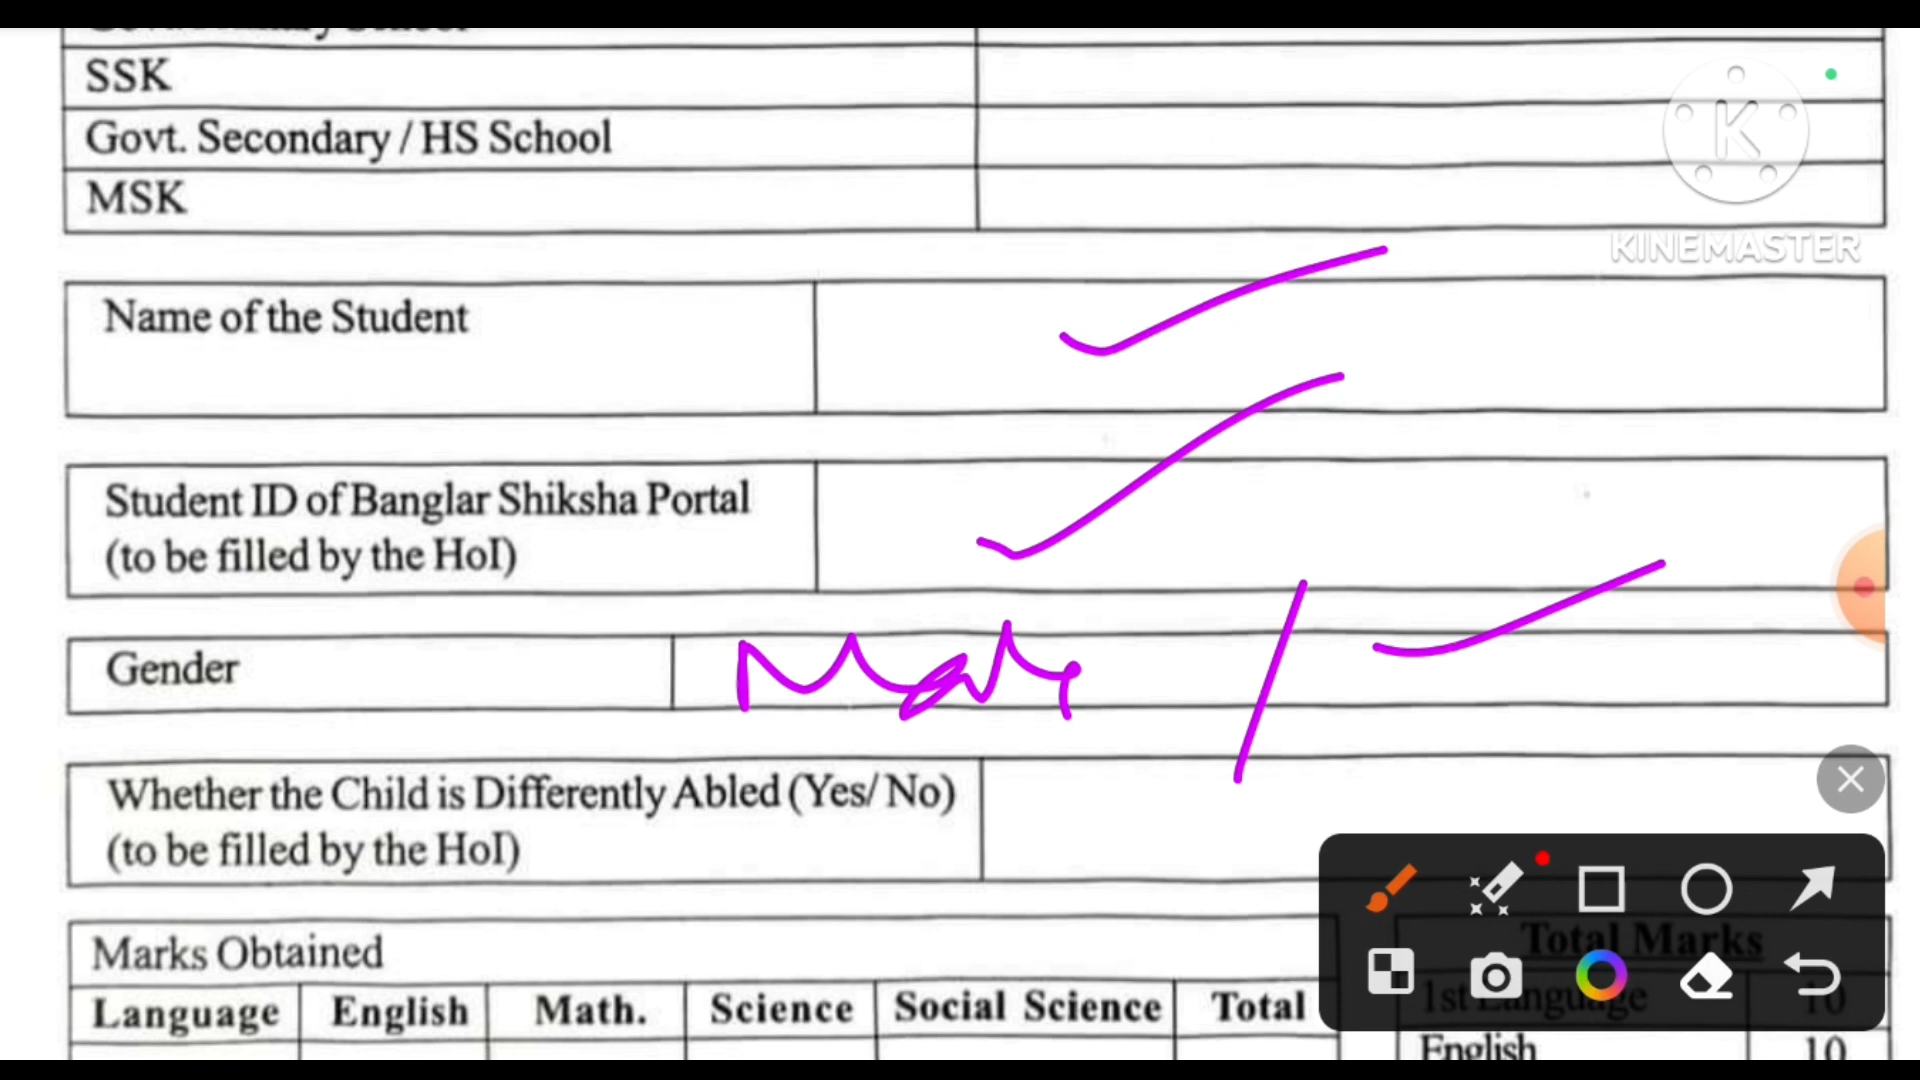 SSK
Govt. Secondary / HS School
MSK
K
KINEMASTER
Name of the Student
Student ID of Banglar Shiksha Portal
(to be filled by the HoI)
Gender
Male /
Whether the Child is Differently Abled (Yes/ No)
(to be filled by the HoI)
Marks Obtained
Total Marks
Language English Math. Science Social Science Total
1st Language 10
English 10